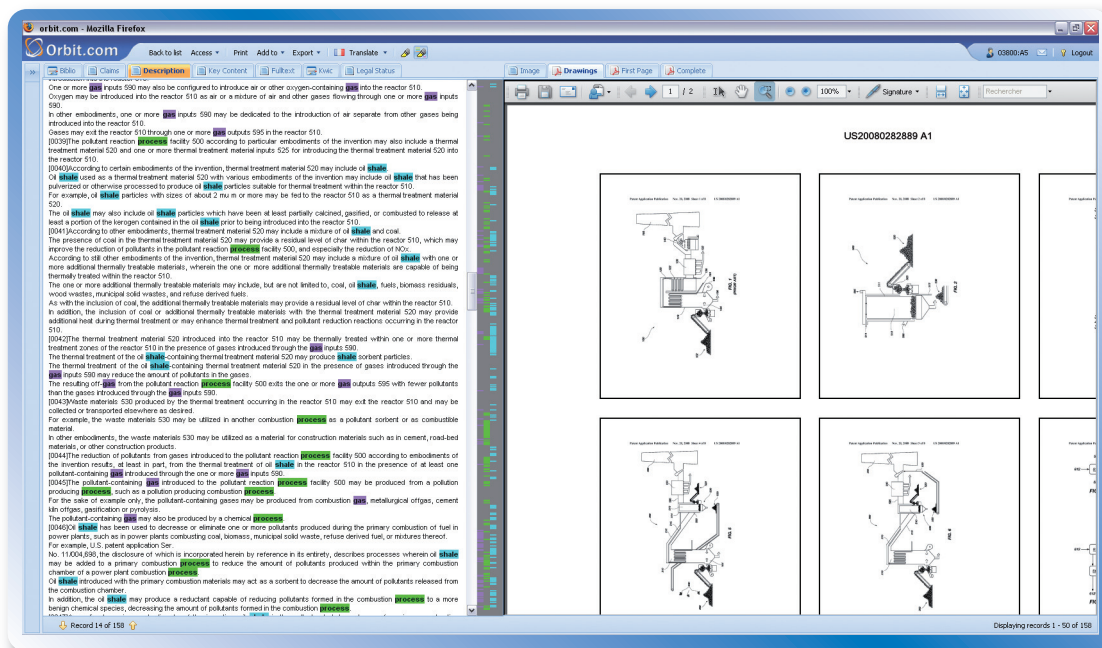 orbit.com - Mozilla Firefox
Orbit.com
Back to list Access Print Add to Export Translate
03800:A5 Logout
Biblio Claims Description Key Content Fulltext Kwic Legal Status
Image Drawings First Page Complete
1 / 2 100% Signature Rechercher
One or more gas inputs 590 may also be configured to introduce air or other oxygen-containing gas into the reactor 510.
Oxygen may be introduced into the reactor 510 as air or a mixture of air and other gases flowing through one or more gas inputs
590.
In other embodiments, one or more gas inputs 590 may be dedicated to the introduction of air separate from other gases being
introduced into the reactor 510.
Gases may exit the reactor 510 through one or more gas outputs 595 in the reactor 510.
[0039]The pollutant reaction process facility 500 according to particular embodiments of the invention may also include a thermal
treatment material 520 and one or more thermal treatment material inputs 525 for introducing the thermal treatment material 520 into
the reactor 510.
[0040]According to certain embodiments of the invention, thermal treatment material 520 may include oil shale.
Oil shale used as a thermal treatment material 520 with various embodiments of the invention may include oil shale that has been
pulverized or otherwise processed to produce oil shale particles suitable for thermal treatment within the reactor 510.
For example, oil shale particles with sizes of about 2 mu m or more may be fed to the reactor 510 as a thermal treatment material
520.
The oil shale may also include oil shale particles which have been at least partially calcined, gasified, or combusted to release at
least a portion of the kerogen contained in the oil shale prior to being introduced into the reactor 510.
[0041]According to other embodiments, thermal treatment material 520 may include a mixture of oil shale and coal.
The presence of coal in the thermal treatment material 520 may provide a residual level of char within the reactor 510, which may
improve the reduction of pollutants in the pollutant reaction process facility 500, and especially the reduction of NOx.
According to still other embodiments of the invention, thermal treatment material 520 may include a mixture of oil shale with one or
more additional thermally treatable materials, wherein the one or more additional thermally treatable materials are capable of being
thermally treated within the reactor 510.
The one or more additional thermally treatable materials may include, but are not limited to, coal, oil shale, fuels, biomass residuals,
wood wastes, municipal solid wastes, and refuse derived fuels.
As with the inclusion of coal, the additional thermally treatable materials may provide a residual level of char within the reactor 510.
In addition, the inclusion of coal or additional thermally treatable materials with the thermal treatment material 520 may provide
additional heat during thermal treatment or may enhance thermal treatment and pollutant reduction reactions occurring in the reactor
510.
[0042]The thermal treatment material 520 introduced into the reactor 510 may be thermally treated within one or more thermal
treatment zones of the reactor 510 in the presence of gases introduced through the gas inputs 590.
The thermal treatment of the oil shale-containing thermal treatment material 520 may produce shale sorbent particles.
The thermal treatment of the oil shale-containing thermal treatment material 520 in the presence of gases introduced through the
gas inputs 590 may reduce the amount of pollutants in the gases.
The resulting off-gas from the pollutant reaction process facility 500 exits the one or more gas outputs 595 with fewer pollutants
than the gases introduced through the gas inputs 590.
[0043]Waste materials 530 produced by the thermal treatment occurring in the reactor 510 may exit the reactor 510 and may be
collected or transported elsewhere as desired.
For example, the waste materials 530 may be utilized in another combustion process as a pollutant sorbent or as combustible
material.
In other embodiments, the waste materials 530 may be utilized as a material for construction materials such as in cement, road-bed
materials, or other construction products.
[0044]The reduction of pollutants from gases introduced to the pollutant reaction process facility 500 according to embodiments of
the invention results, at least in part, from the thermal treatment of oil shale in the reactor 510 in the presence of at least one
pollutant-containing gas introduced through the one or more gas inputs 590.
[0045]The pollutant-containing gas introduced to the pollutant reaction process facility 500 may be produced from a pollution
producing process, such as a pollution producing combustion process.
For the sake of example only, the pollutant-containing gases may be produced from combustion gas, metallurgical offgas, cement
kiln offgas, gasification or pyrolysis.
The pollutant-containing gas may also be produced by a chemical process.
[0046]Oil shale has been used to decrease or eliminate one or more pollutants produced during the primary combustion of fuel in
power plants, such as in power plants combusting coal, biomass, municipal solid waste, refuse derived fuel, or mixtures thereof.
For example, U.S. patent application Ser.
No. 11/004,698, the disclosure of which is incorporated herein by reference in its entirety, describes processes wherein oil shale
may be added to a primary combustion process to reduce the amount of pollutants produced within the primary combustion
chamber of a power plant combustion process.
Oil shale introduced with the primary combustion materials may act as a sorbent to decrease the amount of pollutants released from
the combustion chamber.
In addition, the oil shale may produce a reductant capable of reducing pollutants formed in the combustion process to a more
benign chemical species, decreasing the amount of pollutants formed in the combustion process.
US20080282889 A1
Record 14 of 158
Displaying records 1 - 50 of 158